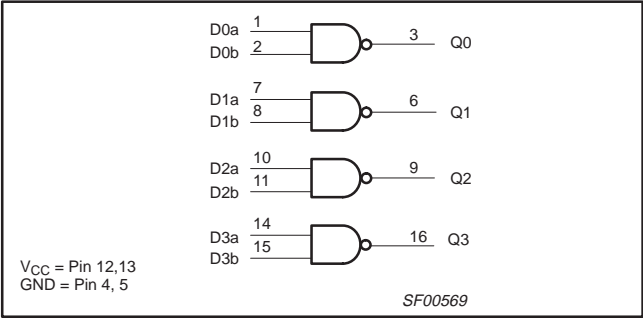 D0a 1
D0b 2
3 Q0
D1a 7
D1b 8
6 Q1
D2a 10
D2b 11
9 Q2
D3a 14
D3b 15
16 Q3
VCC = Pin 12,13
GND = Pin 4, 5
SF00569